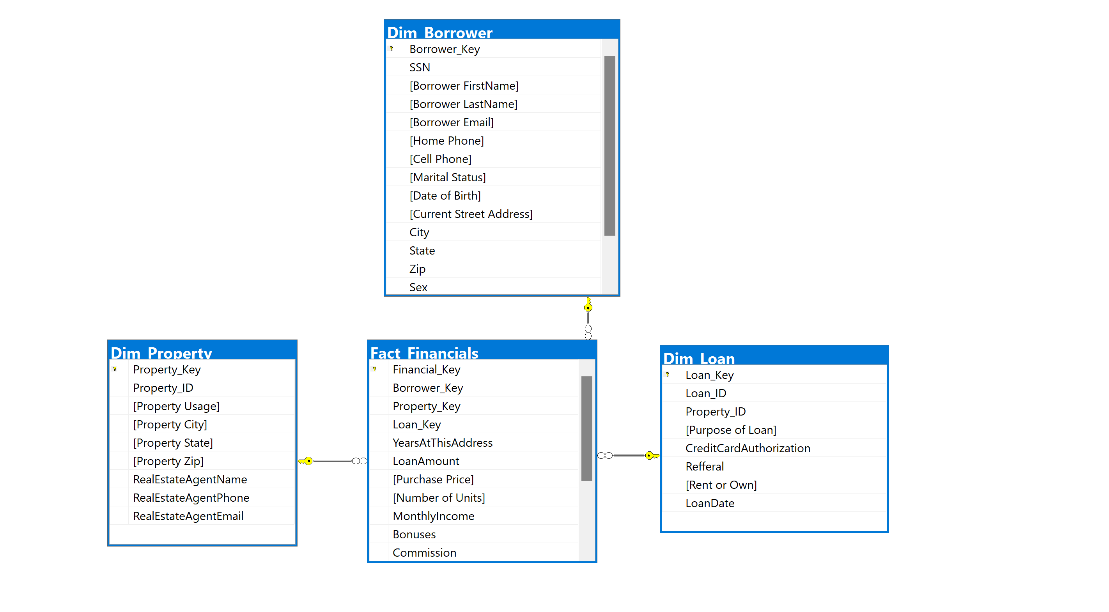 Dim_Borrower
Borrower_Key
SSN
[Borrower FirstName]
[Borrower LastName]
[Borrower Email]
[Home Phone]
[Cell Phone]
[Marital Status]
[Date of Birth]
[Current Street Address]
City
State
Zip
Sex
Dim_Property
Property_Key
Property_ID
[Property Usage]
[Property City]
[Property State]
[Property Zip]
RealEstateAgentName
RealEstateAgentPhone
RealEstateAgentEmail
Fact_Financials
Financial_Key
Borrower_Key
Property_Key
Loan_Key
YearsAtThisAddress
LoanAmount
[Purchase Price]
[Number of Units]
MonthlyIncome
Bonuses
Commission
Dim_Loan
Loan_Key
Loan_ID
Property_ID
[Purpose of Loan]
CreditCardAuthorization
Refferal
[Rent or Own]
LoanDate